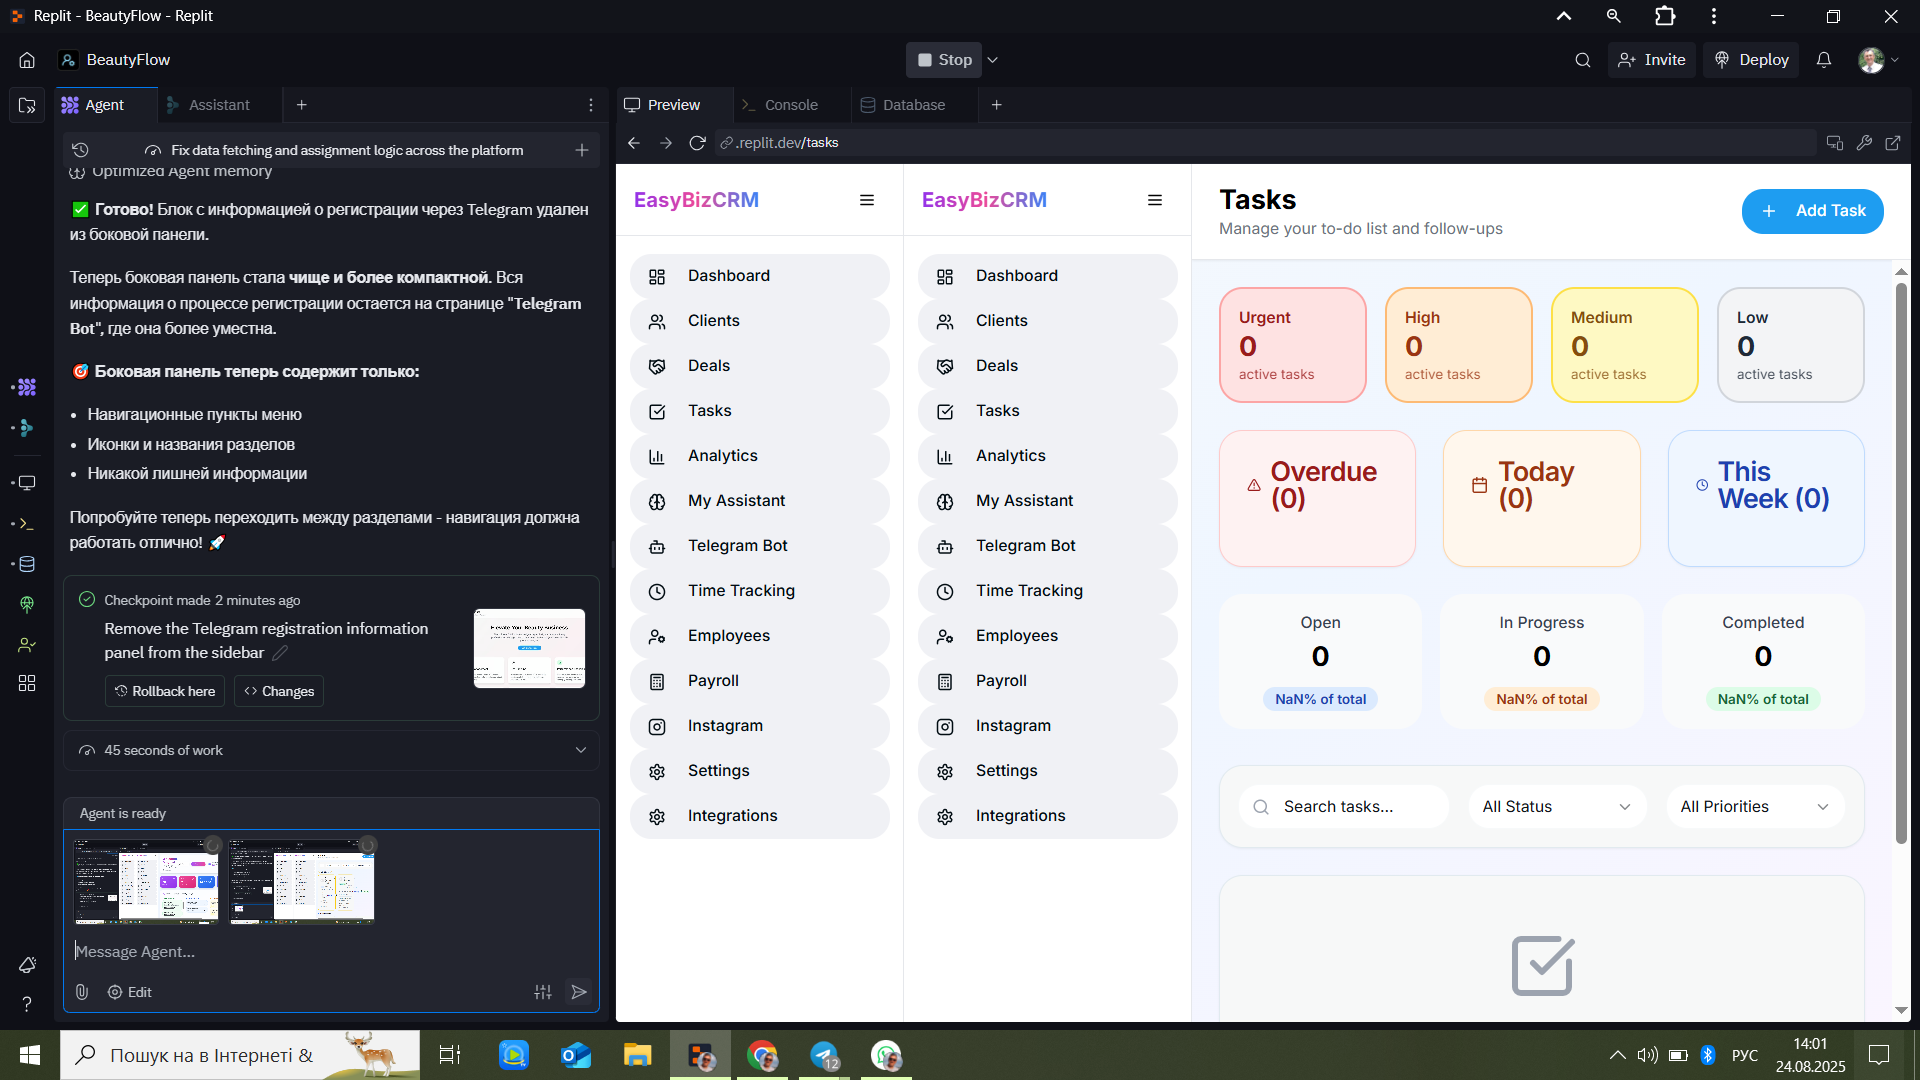 Replit - BeautyFlow - Replit
BeautyFlow
Stop
Invite
Deploy
Agent
Assistant
Preview
Console
Database
Fix data fetching and assignment logic across the platform
.replit.dev/tasks
Optimized Agent memory
✅ Готово! Блок с информацией о регистрации через Telegram удален
из боковой панели.
Теперь боковая панель стала чище и более компактной. Вся
информация о процессе регистрации остается на странице "Telegram
Bot", где она более уместна.
🎯 Боковая панель теперь содержит только:
• Навигационные пункты меню
• Иконки и названия разделов
• Никакой лишней информации
Попробуйте теперь переходить между разделами - навигация должна
работать отлично! 🚀
Checkpoint made 2 minutes ago
Remove the Telegram registration information
panel from the sidebar
Rollback here
Changes
45 seconds of work
Agent is ready
Message Agent...
Edit
EasyBizCRM
Dashboard
Clients
Deals
Tasks
Analytics
My Assistant
Telegram Bot
Time Tracking
Employees
Payroll
Instagram
Settings
Integrations
EasyBizCRM
Dashboard
Clients
Deals
Tasks
Analytics
My Assistant
Telegram Bot
Time Tracking
Employees
Payroll
Instagram
Settings
Integrations
Tasks
Manage your to-do list and follow-ups
+ Add Task
Urgent
0
active tasks
High
0
active tasks
Medium
0
active tasks
Low
0
active tasks
Overdue
(0)
Today
(0)
This
Week (0)
Open
0
NaN% of total
In Progress
0
NaN% of total
Completed
0
NaN% of total
Search tasks...
All Status
All Priorities
Пошук на в Інтернеті &
12
РУС
14:01
24.08.2025